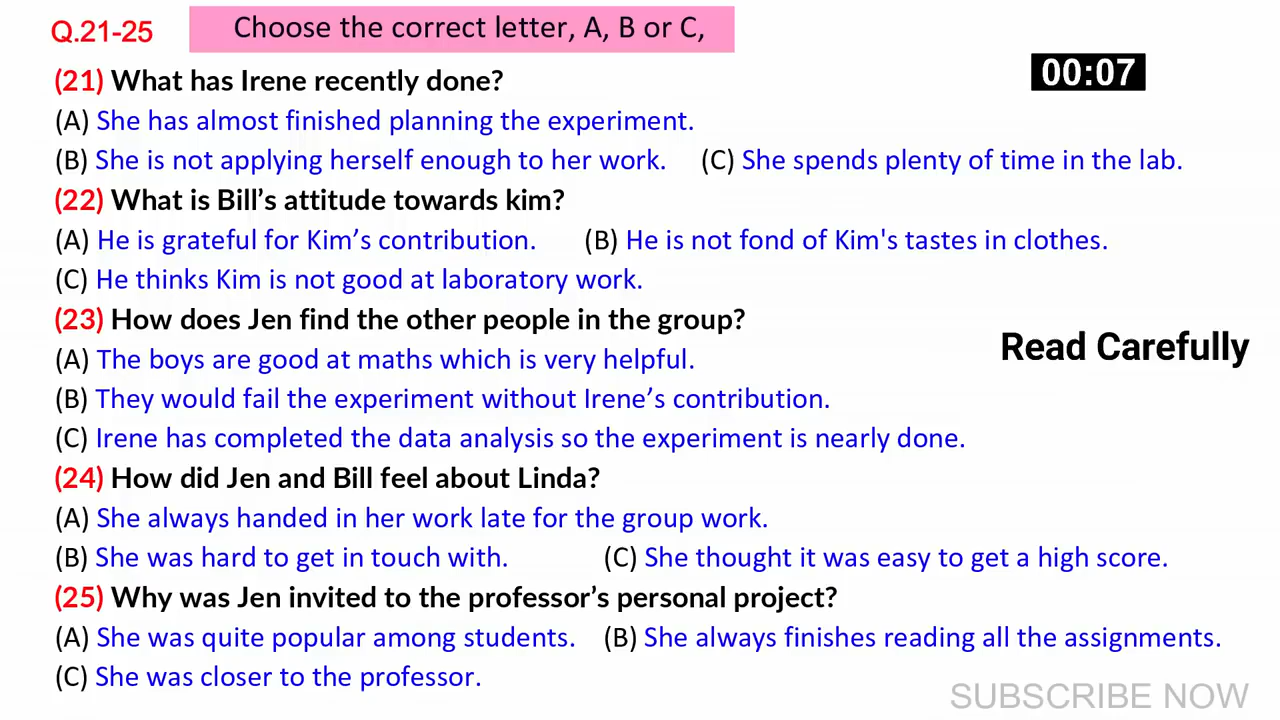 Q.21-25 Choose the correct letter, A, B or C,
00:07
(21) What has Irene recently done?
(A) She has almost finished planning the experiment.
(B) She is not applying herself enough to her work. (C) She spends plenty of time in the lab.
(22) What is Bill’s attitude towards kim?
(A) He is grateful for Kim’s contribution. (B) He is not fond of Kim's tastes in clothes.
(C) He thinks Kim is not good at laboratory work.
(23) How does Jen find the other people in the group?
Read Carefully
(A) The boys are good at maths which is very helpful.
(B) They would fail the experiment without Irene’s contribution.
(C) Irene has completed the data analysis so the experiment is nearly done.
(24) How did Jen and Bill feel about Linda?
(A) She always handed in her work late for the group work.
(B) She was hard to get in touch with. (C) She thought it was easy to get a high score.
(25) Why was Jen invited to the professor’s personal project?
(A) She was quite popular among students. (B) She always finishes reading all the assignments.
(C) She was closer to the professor.
SUBSCRIBE NOW